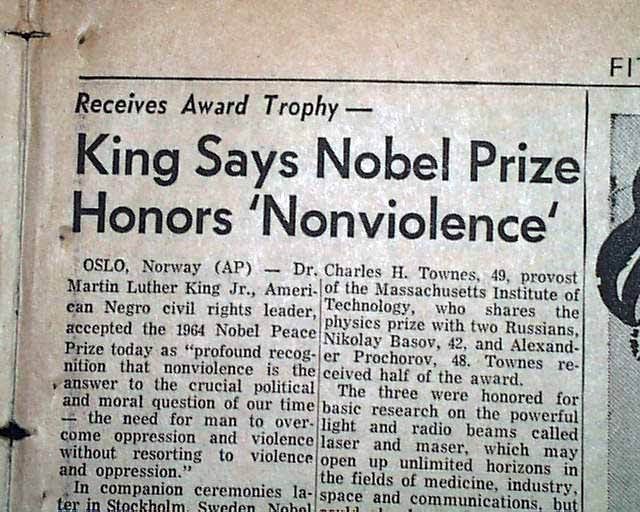 FI
Receives Award Trophy —
King Says Nobel Prize
Honors 'Nonviolence'
OSLO, Norway (AP) — Dr.
Martin Luther King Jr., Ameri-
can Negro civil rights leader,
accepted the 1964 Nobel Peace
Prize today as "profound recog-
nition that nonviolence is the
answer to the crucial political
and moral question of our time
— the need for man to over-
come oppression and violence
without resorting to violence
and oppression."
In companion ceremonies la-
ter in Stockholm, Sweden, Nobel
Charles H. Townes, 49, provost
of the Massachusetts Institute of
Technology, who shares the
physics prize with two Russians,
Nikolay Basov, 42, and Alexand-
er Prochorov, 48. Townes re-
ceived half of the award.
The three were honored for
basic research on the powerful
light and radio beams called
laser and maser, which may
open up unlimited horizons in
the fields of medicine, industry,
space and communications, but